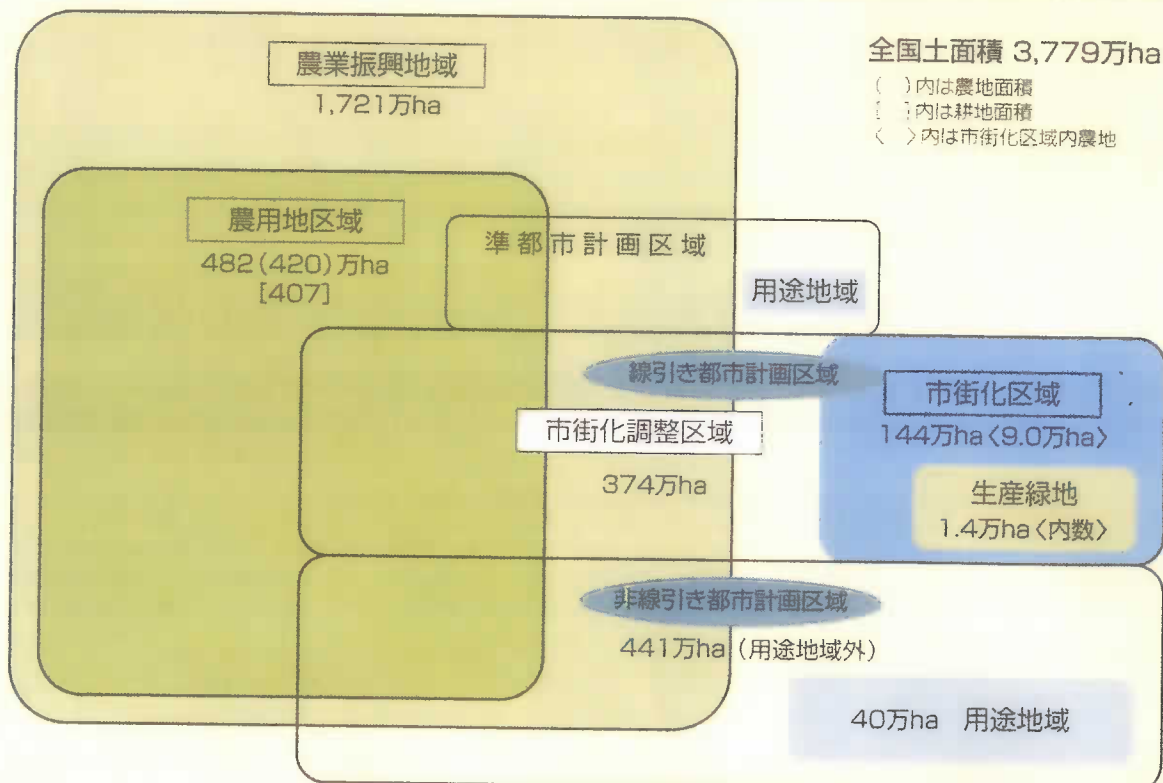 農業振興地域
1,721万ha
全国土面積 3,779万ha
( )内は農地面積
[ ]内は耕地面積
〈 〉内は市街化区域内農地
農用地区域
482(420)万ha
[407]
準都市計画区域
用途地域
線引き都市計画区域
市街化区域
144万ha〈9.0万ha〉
市街化調整区域
374万ha
生産緑地
1.4万ha〈内数〉
非線引き都市計画区域
441万ha (用途地域外)
40万ha 用途地域